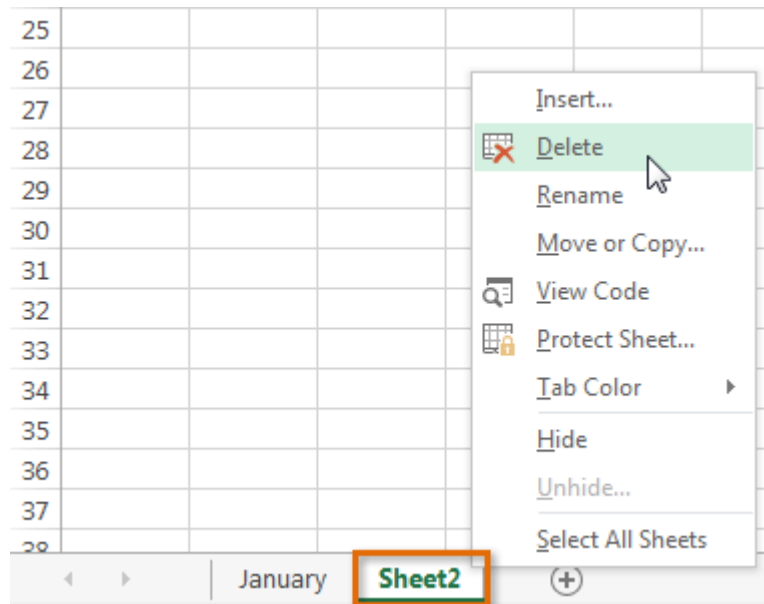 25
26
27
Insert...
28
Delete
29
Rename
30
Move or Copy...
31
View Code
32
33
Protect Sheet...
34
Tab Color
35
Hide
36
Unhide...
37
Select All Sheets
38
January Sheet2